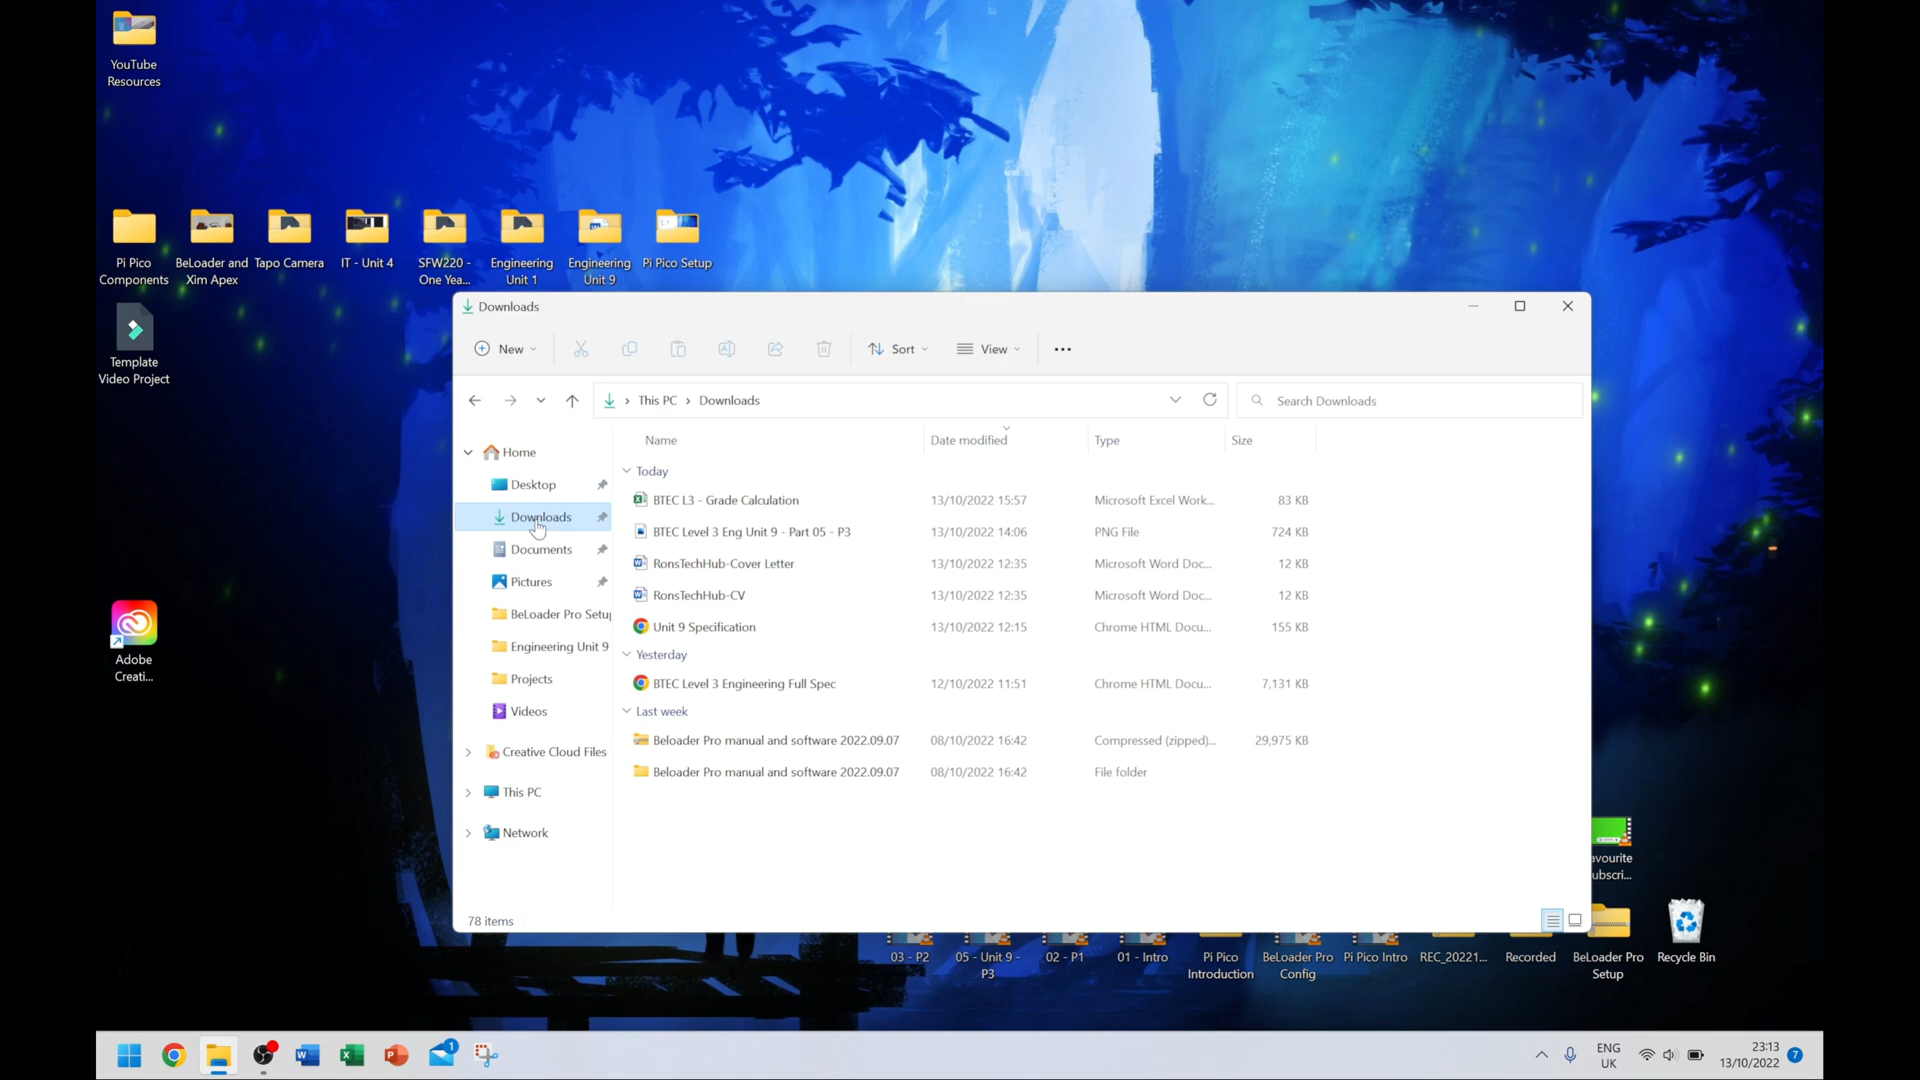 YouTube
Resources
Pi Pico
Components
BeLoader and
Xim Apex
Tapo Camera
IT - Unit 4
SFW220 -
One Yea...
Engineering
Unit 1
Engineering
Unit 9
Pi Pico Setup
Template
Video Project
Adobe
Creati...
Downloads
New
Sort
View
This PC
Downloads
Search Downloads
Home
Desktop
Downloads
Documents
Pictures
BeLoader Pro Setup
Engineering Unit 9
Projects
Videos
Creative Cloud Files
This PC
Network
Name Date modified Type Size
Today
BTEC L3 - Grade Calculation 13/10/2022 15:57 Microsoft Excel Work... 83 KB
BTEC Level 3 Eng Unit 9 - Part 05 - P3 13/10/2022 14:06 PNG File 724 KB
RonsTechHub-Cover Letter 13/10/2022 12:35 Microsoft Word Doc... 12 KB
RonsTechHub-CV 13/10/2022 12:35 Microsoft Word Doc... 12 KB
Unit 9 Specification 13/10/2022 12:15 Chrome HTML Docu... 155 KB
Yesterday
BTEC Level 3 Engineering Full Spec 12/10/2022 11:51 Chrome HTML Docu... 7,131 KB
Last week
Beloader Pro manual and software 2022.09.07 08/10/2022 16:42 Compressed (zipped)... 29,975 KB
Beloader Pro manual and software 2022.09.07 08/10/2022 16:42 File folder
78 items
avourite
ubscri...
03 - P2
05 - Unit 9 -
P3
02 - P1
01 - Intro
Pi Pico
Introduction
BeLoader Pro
Config
Pi Pico Intro
REC_20221...
Recorded
BeLoader Pro
Setup
Recycle Bin
1
ENG
UK
23:13
13/10/2022
7